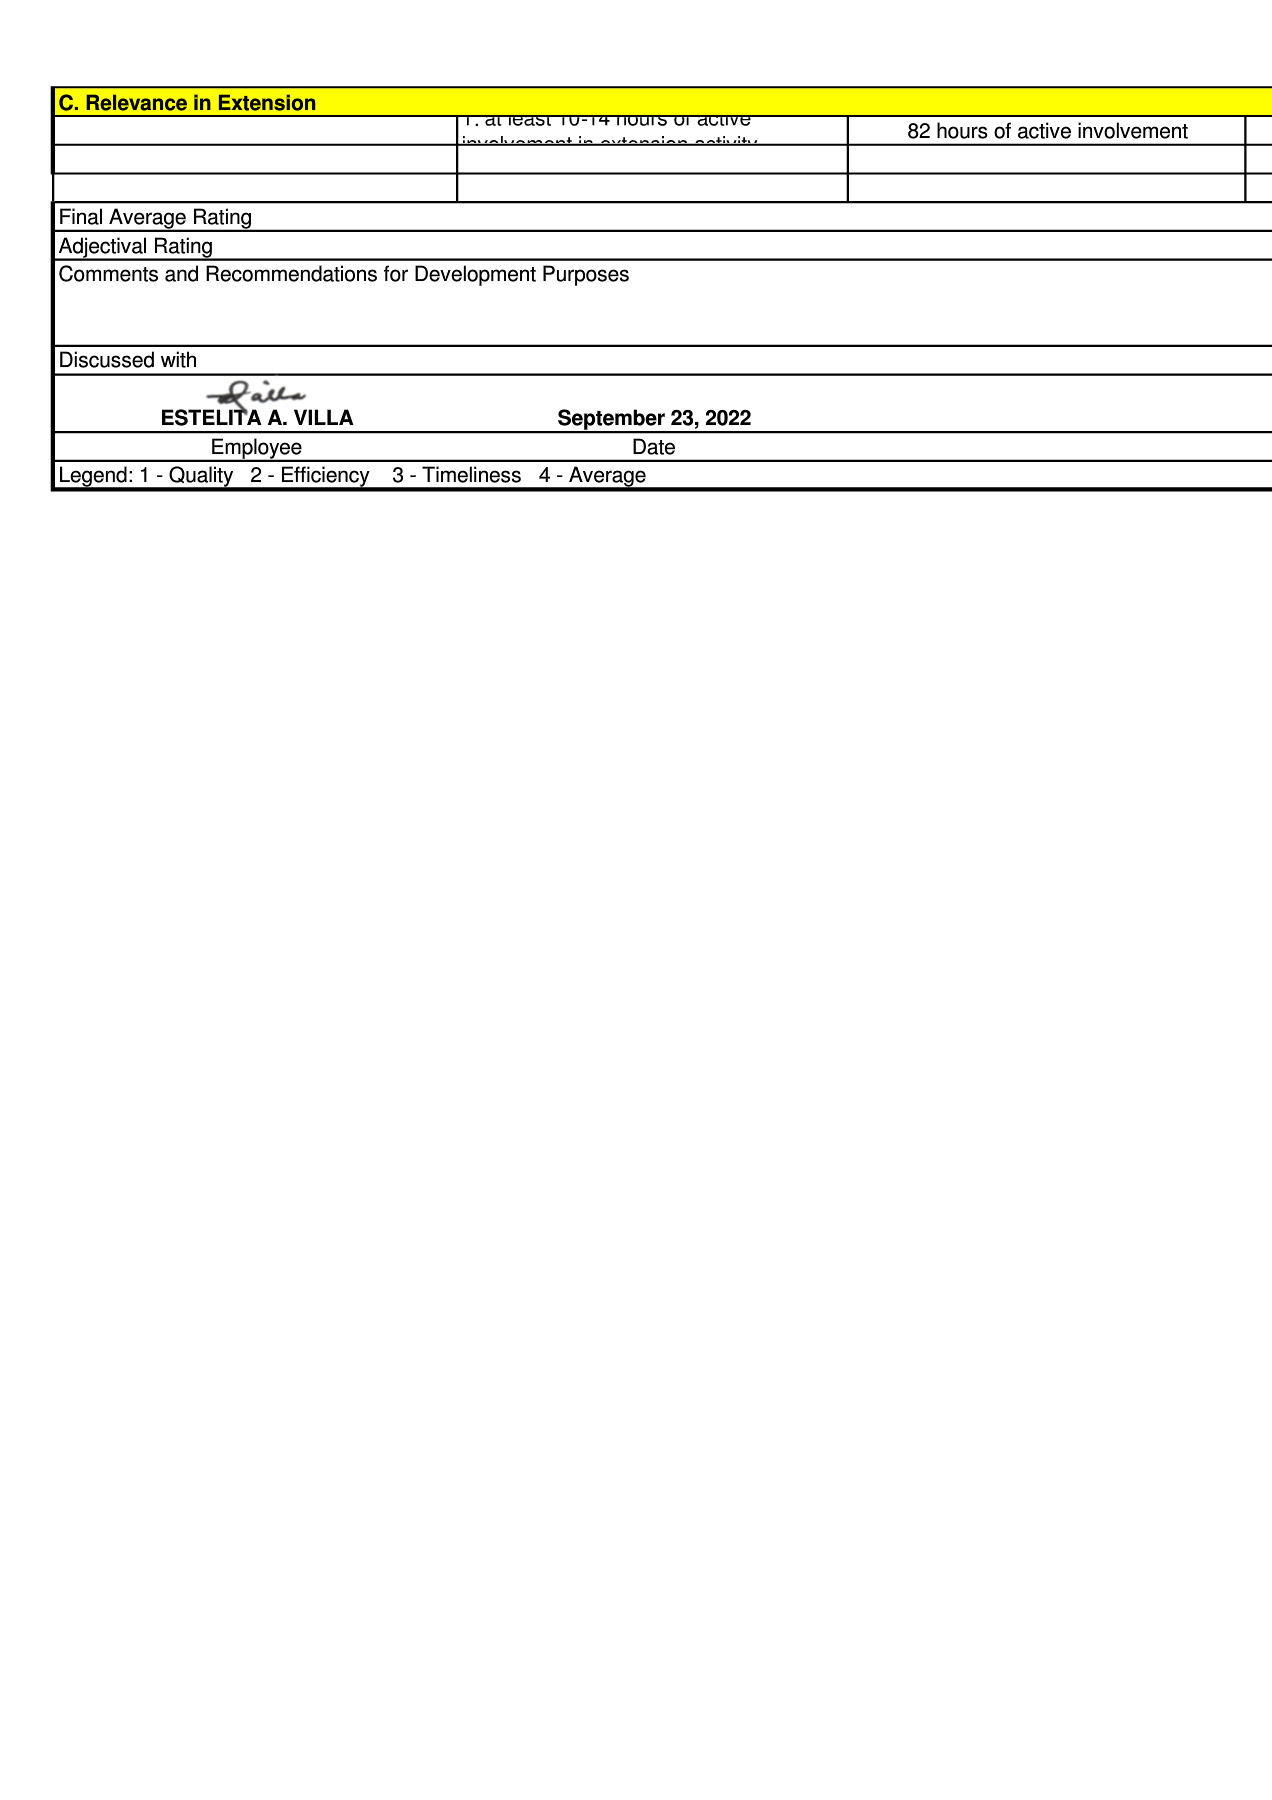 C. Relevance in Extension
1. at least 10-14 hours of active
involvement in extension activity
82 hours of active involvement
Final Average Rating
Adjectival Rating
Comments and Recommendations for Development Purposes
Discussed with
Villa
ESTELITA A. VILLA September 23, 2022
Employee Date
Legend: 1 - Quality 2 - Efficiency 3 - Timeliness 4 - Average